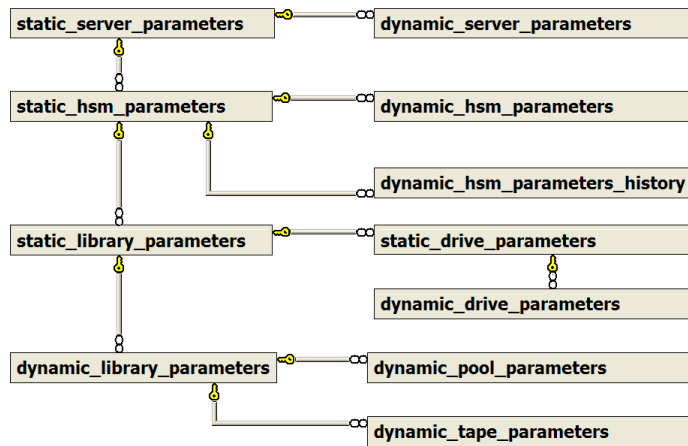 static_server_parameters
dynamic_server_parameters
static_hsm_parameters
dynamic_hsm_parameters
dynamic_hsm_parameters_history
static_library_parameters
static_drive_parameters
dynamic_drive_parameters
dynamic_library_parameters
dynamic_pool_parameters
dynamic_tape_parameters